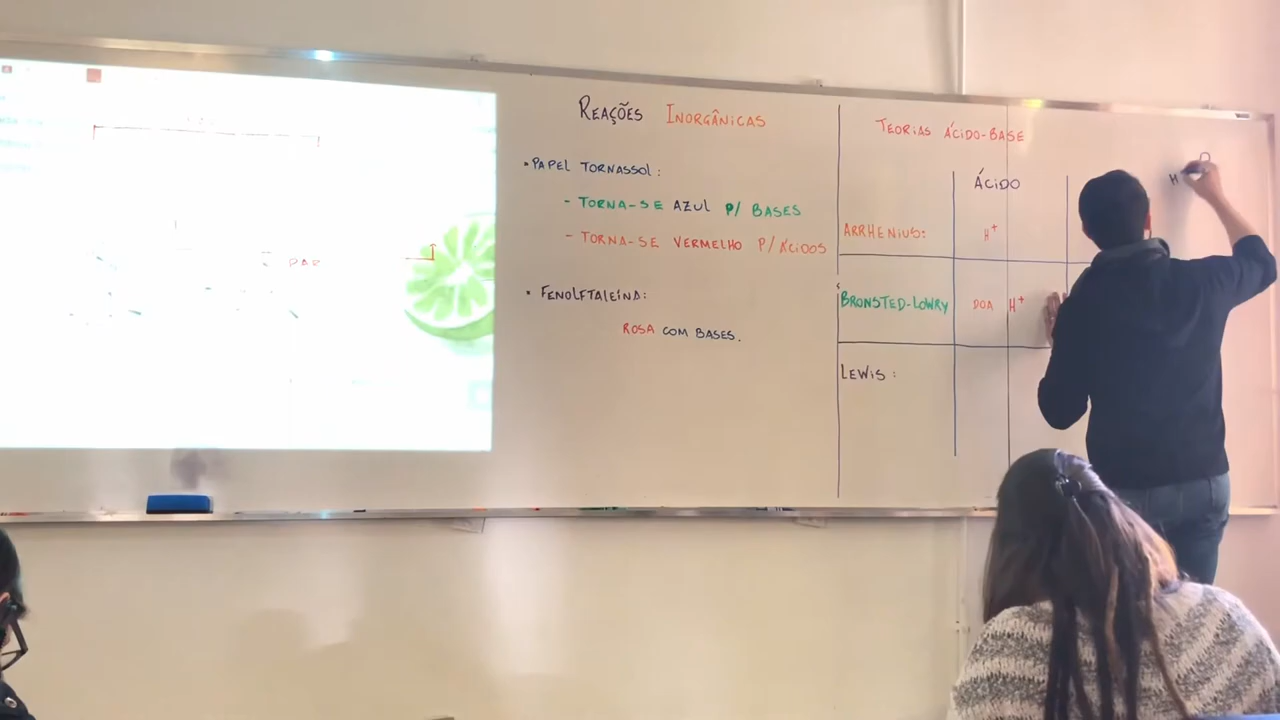 PAR
REAÇÕES INORGÂNICAS
• PAPEL TORNASSOL:
- TORNA-SE AZUL P/ BASES
- TORNA-SE VERMELHO P/ ÁCIDOS
• FENOLFTALEÍNA:
ROSA COM BASES.
TEORIAS ÁCIDO-BASE
ÁCIDO
ARRHENIUS: H⁺
BRONSTED-LOWRY DOA H⁺
LEWIS:
H O